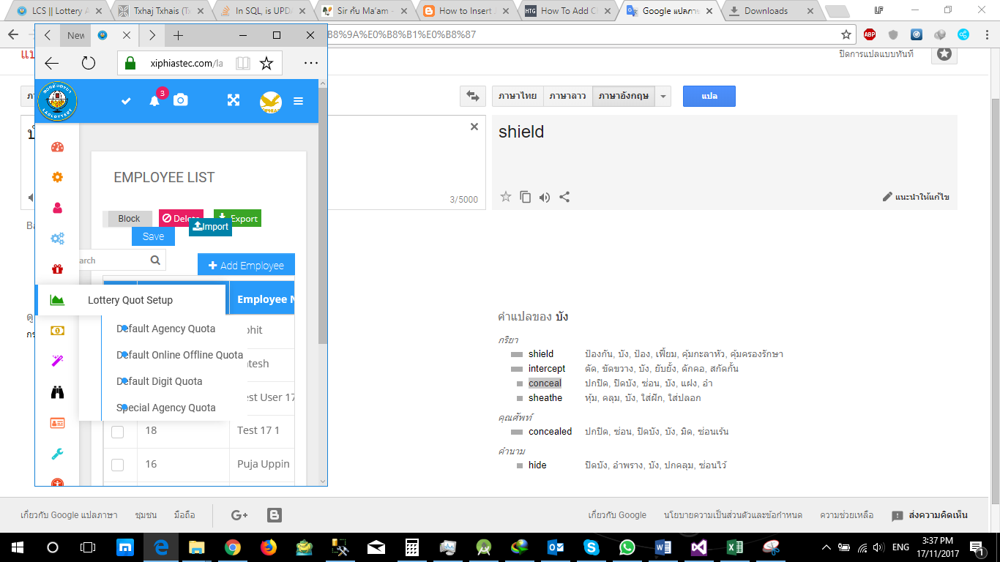 LCS || Lottery A
Txhaj Txhais (Tx
In SQL, is UPDA
Sir กับ Ma'am -
How to Insert J
How To Add C
Google แปลภาษ
Downloads
New
B8%9A%E0%B8%B1%E0%B8%87
ABP
xiphiastec.com/la
ปิดการแปลแบบทันที
3
ภาษาไทย
ภาษาลาว
ภาษาอังกฤษ
แปล
shield
3/5000
แนะนำให้แก้ไข
EMPLOYEE LIST
Block
Delete
Export
Import
Save
arch
Add Employee
Employee N
Lottery Quot Setup
Default Agency Quota
ohit
Default Online Offline Quota
atesh
Default Digit Quota
est User 17
Special Agency Quota
18
Test 17 1
16
Puja Uppin
คำแปลของ บัง
กริยา
shield ป้องกัน, บัง, ป้อง, เฟี้ยม, คุ้มกะลาหัว, คุ้มครองรักษา
intercept ตัด, ขัดขวาง, บัง, ยับยั้ง, ดักคอ, สกัดกั้น
conceal ปกปิด, ปิดบัง, ซ่อน, บัง, แฝง, อำ
sheathe หุ้ม, คลุม, บัง, ใส่ฝัก, ใส่ปลอก
คุณศัพท์
concealed ปกปิด, ซ่อน, ปิดบัง, บัง, มิด, ซ่อนเร้น
คำนาม
hide ปิดบัง, อำพราง, บัง, ปกคลุม, ซ่อนไว้
เกี่ยวกับ Google แปลภาษา
ชุมชน
มือถือ
เกี่ยวกับ Google
นโยบายความเป็นส่วนตัวและข้อกำหนด
ความช่วยเหลือ
ส่งความคิดเห็น
ENG
3:37 PM
17/11/2017
1